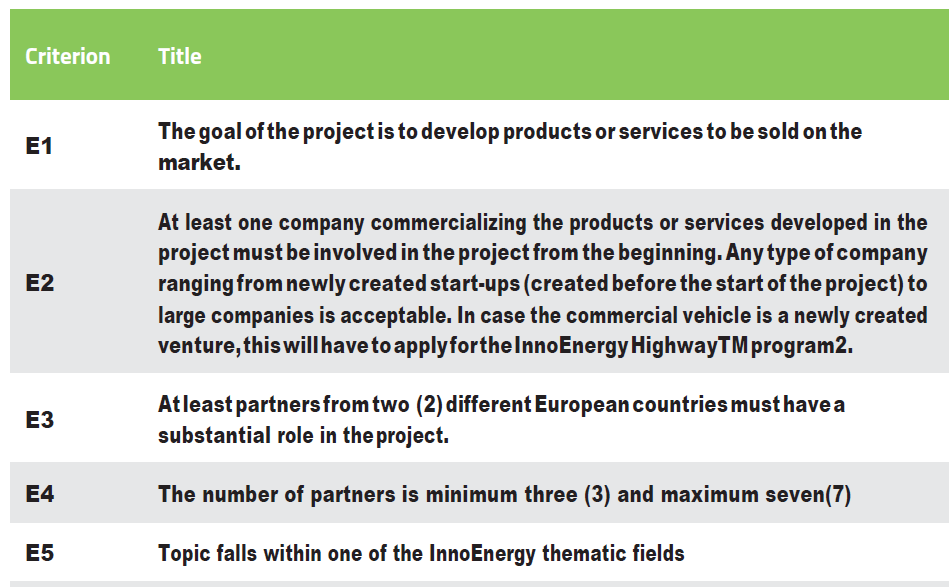 Criterion Title
E1 The goal of the project is to develop products or services to be sold on the
market.
E2 At least one company commercializing the products or services developed in the
project must be involved in the project from the beginning. Any type of company
ranging from newly created start-ups (created before the start of the project) to
large companies is acceptable. In case the commercial vehicle is a newly created
venture, this will have to apply for the InnoEnergy HighwayTM program2.
E3 At least partners from two (2) different European countries must have a
substantial role in the project.
E4 The number of partners is minimum three (3) and maximum seven(7)
E5 Topic falls within one of the InnoEnergy thematic fields